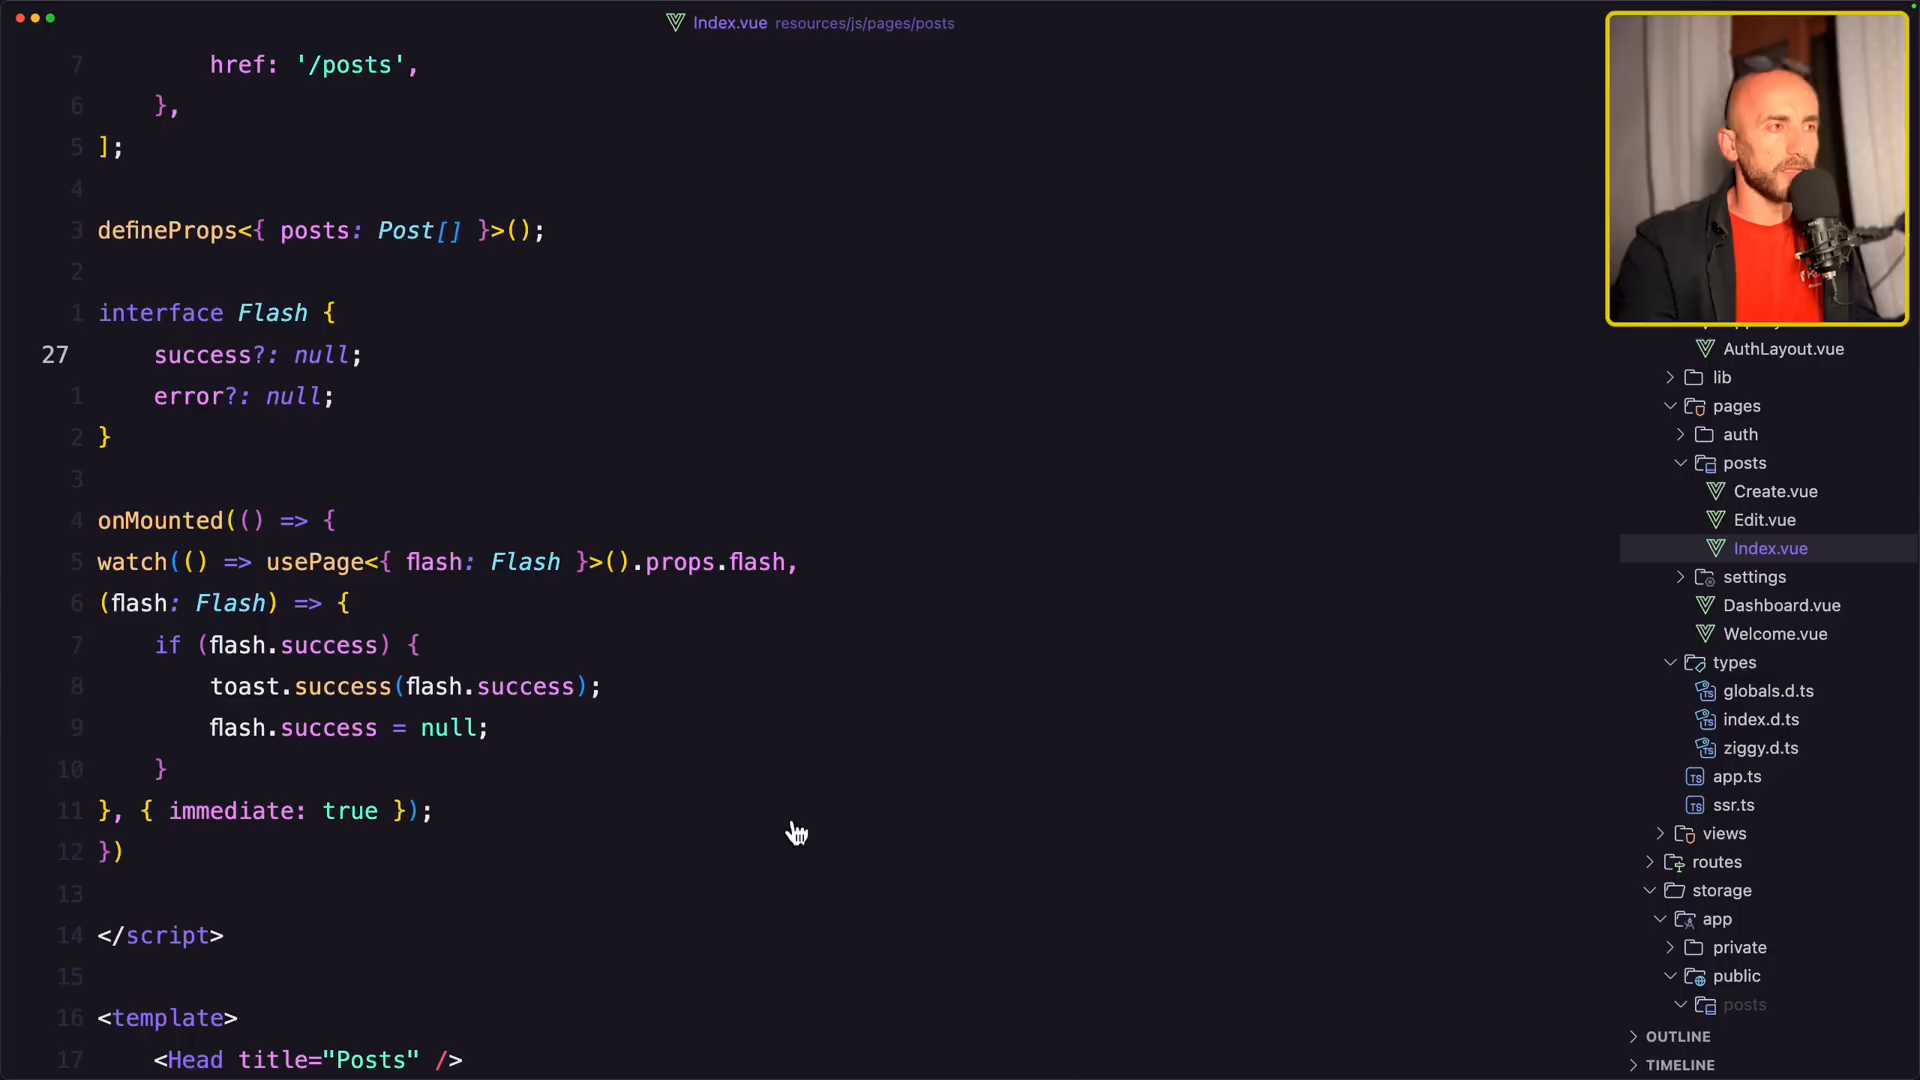 Index.vue resources/js/pages/posts
7 href: '/posts',
6 },
5 ];
4
3 defineProps<{ posts: Post[] }>();
2
1 interface Flash {
27 success?: null;
1 error?: null;
2 }
3
4 onMounted(() => {
5 watch(() => usePage<{ flash: Flash }>().props.flash,
6 (flash: Flash) => {
7 if (flash.success) {
8 toast.success(flash.success);
9 flash.success = null;
10 }
11 }, { immediate: true });
12 })
13
14 </script>
15
16 <template>
17 <Head title="Posts" />
AuthLayout.vue
lib
pages
auth
posts
Create.vue
Edit.vue
Index.vue
settings
Dashboard.vue
Welcome.vue
types
TS globals.d.ts
TS index.d.ts
TS ziggy.d.ts
TS app.ts
TS ssr.ts
views
routes
storage
app
private
public
posts
OUTLINE
TIMELINE